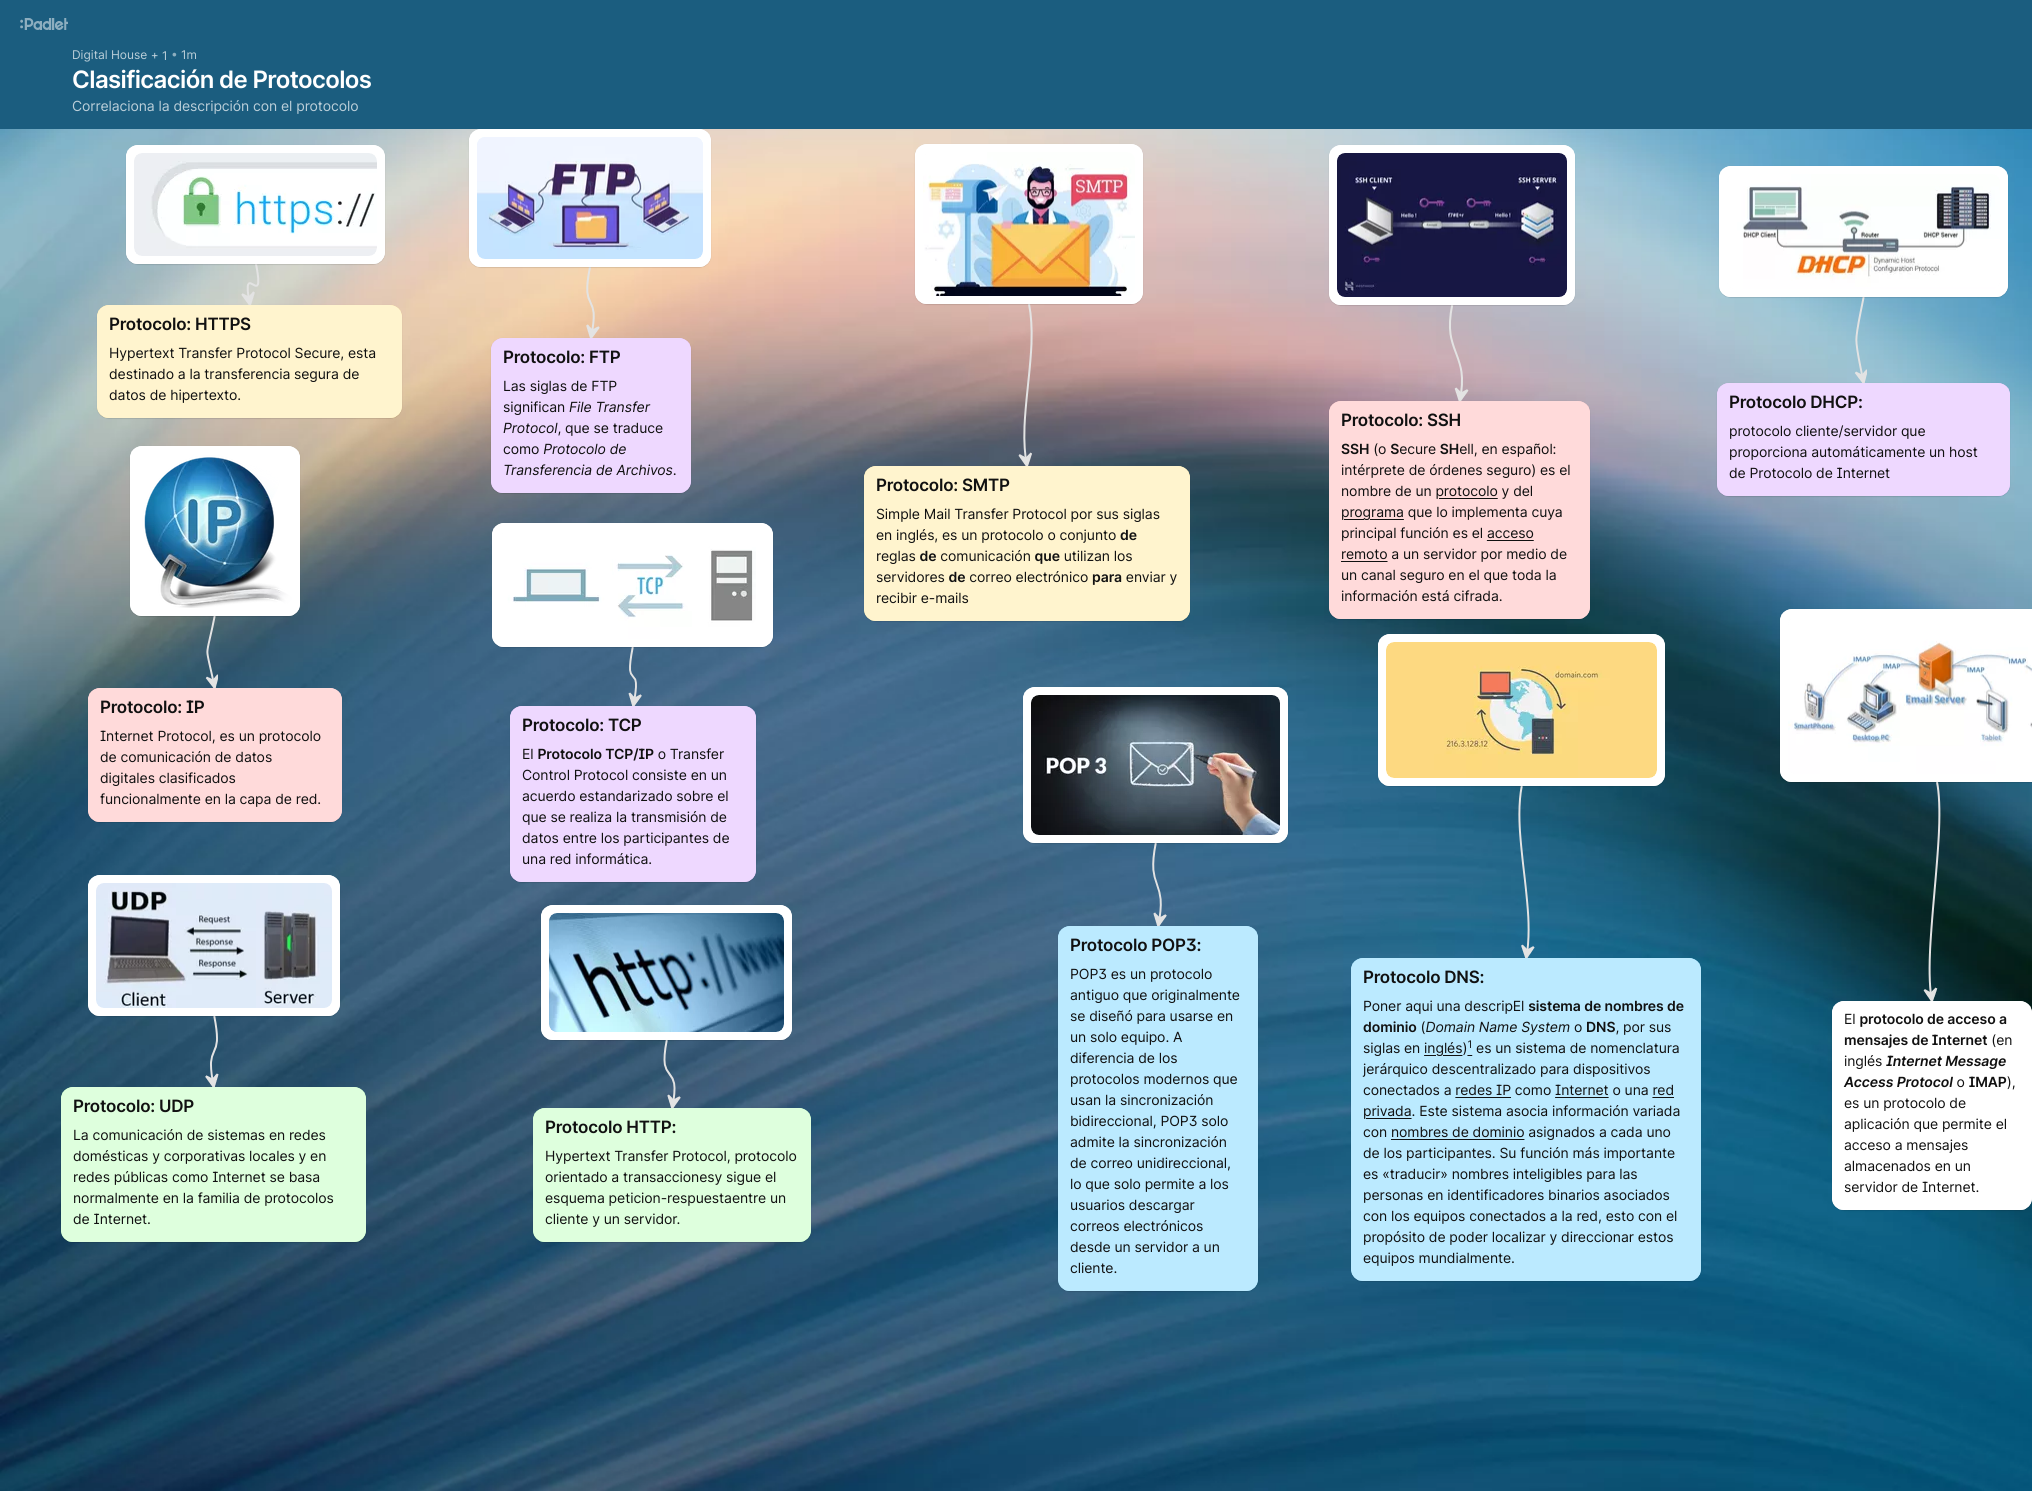 :Padlet
Digital House + 1 • 1m
Clasificación de Protocolos
Correlaciona la descripción con el protocolo
https://
Protocolo: HTTPS
Hypertext Transfer Protocol Secure, esta
destinado a la transferencia segura de
datos de hipertexto.
IP
Protocolo: IP
Internet Protocol, es un protocolo
de comunicación de datos
digitales clasificados
funcionalmente en la capa de red.
UDP
Request
Response
Response
Client
Server
Protocolo: UDP
La comunicación de sistemas en redes
domésticas y corporativas locales y en
redes públicas como Internet se basa
normalmente en la familia de protocolos
de Internet.
FTP
Protocolo: FTP
Las siglas de FTP
significan File Transfer
Protocol, que se traduce
como Protocolo de
Transferencia de Archivos.
TCP
Protocolo: TCP
El Protocolo TCP/IP o Transfer
Control Protocol consiste en un
acuerdo estandarizado sobre el
que se realiza la transmisión de
datos entre los participantes de
una red informática.
http://www
Protocolo HTTP:
Hypertext Transfer Protocol, protocolo
orientado a transaccionesy sigue el
esquema peticion-respuestaentre un
cliente y un servidor.
SMTP
Protocolo: SMTP
Simple Mail Transfer Protocol por sus siglas
en inglés, es un protocolo o conjunto de
reglas de comunicación que utilizan los
servidores de correo electrónico para enviar y
recibir e-mails
POP 3
Protocolo POP3:
POP3 es un protocolo
antiguo que originalmente
se diseñó para usarse en
un solo equipo. A
diferencia de los
protocolos modernos que
usan la sincronización
bidireccional, POP3 solo
admite la sincronización
de correo unidireccional,
lo que solo permite a los
usuarios descargar
correos electrónicos
desde un servidor a un
cliente.
SSH CLIENT
SSH SERVER
Hello !
Hello !
Protocolo: SSH
SSH (o Secure SHell, en español:
intérprete de órdenes seguro) es el
nombre de un protocolo y del
programa que lo implementa cuya
principal función es el acceso
remoto a un servidor por medio de
un canal seguro en el que toda la
información está cifrada.
domain.com
216.3.128.12
Protocolo DNS:
Poner aqui una descripEl sistema de nombres de
dominio (Domain Name System o DNS, por sus
siglas en inglés)1 es un sistema de nomenclatura
jerárquico descentralizado para dispositivos
conectados a redes IP como Internet o una red
privada. Este sistema asocia información variada
con nombres de dominio asignados a cada uno
de los participantes. Su función más importante
es «traducir» nombres inteligibles para las
personas en identificadores binarios asociados
con los equipos conectados a la red, esto con el
propósito de poder localizar y direccionar estos
equipos mundialmente.
DHCP Client
Router
DHCP Server
DHCP
Dynamic Host
Configuration Protocol
Protocolo DHCP:
protocolo cliente/servidor que
proporciona automáticamente un host
de Protocolo de Internet
IMAP
IMAP
IMAP
IMAP
Email Server
SmartPhone
Desktop PC
Tablet
El protocolo de acceso a
mensajes de Internet (en
inglés Internet Message
Access Protocol o IMAP),
es un protocolo de
aplicación que permite el
acceso a mensajes
almacenados en un
servidor de Internet.